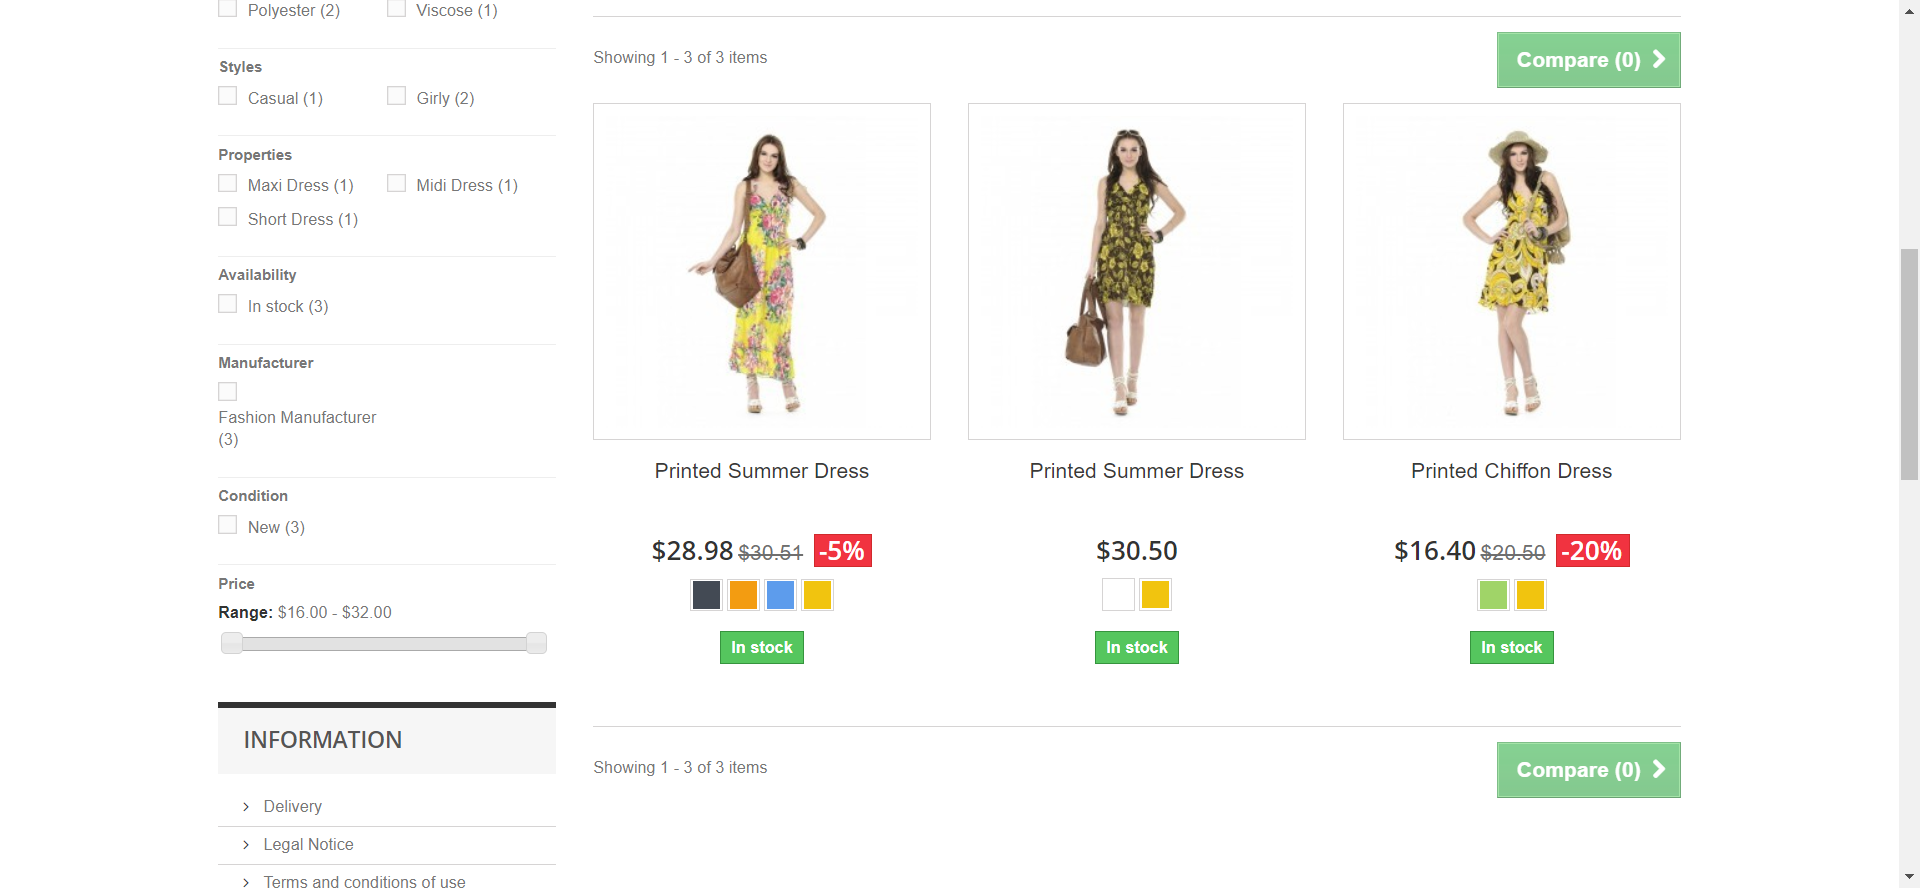 Polyester (2)
Viscose (1)
Styles
Casual (1)
Girly (2)
Properties
Maxi Dress (1)
Midi Dress (1)
Short Dress (1)
Availability
In stock (3)
Manufacturer
Fashion Manufacturer
(3)
Condition
New (3)
Price
Range: $16.00 - $32.00
INFORMATION
Delivery
Legal Notice
Terms and conditions of use
Showing 1 - 3 of 3 items
Compare (0)
Printed Summer Dress
$28.98 $30.51 -5%
In stock
Printed Summer Dress
$30.50
In stock
Printed Chiffon Dress
$16.40 $20.50 -20%
In stock
Showing 1 - 3 of 3 items
Compare (0)